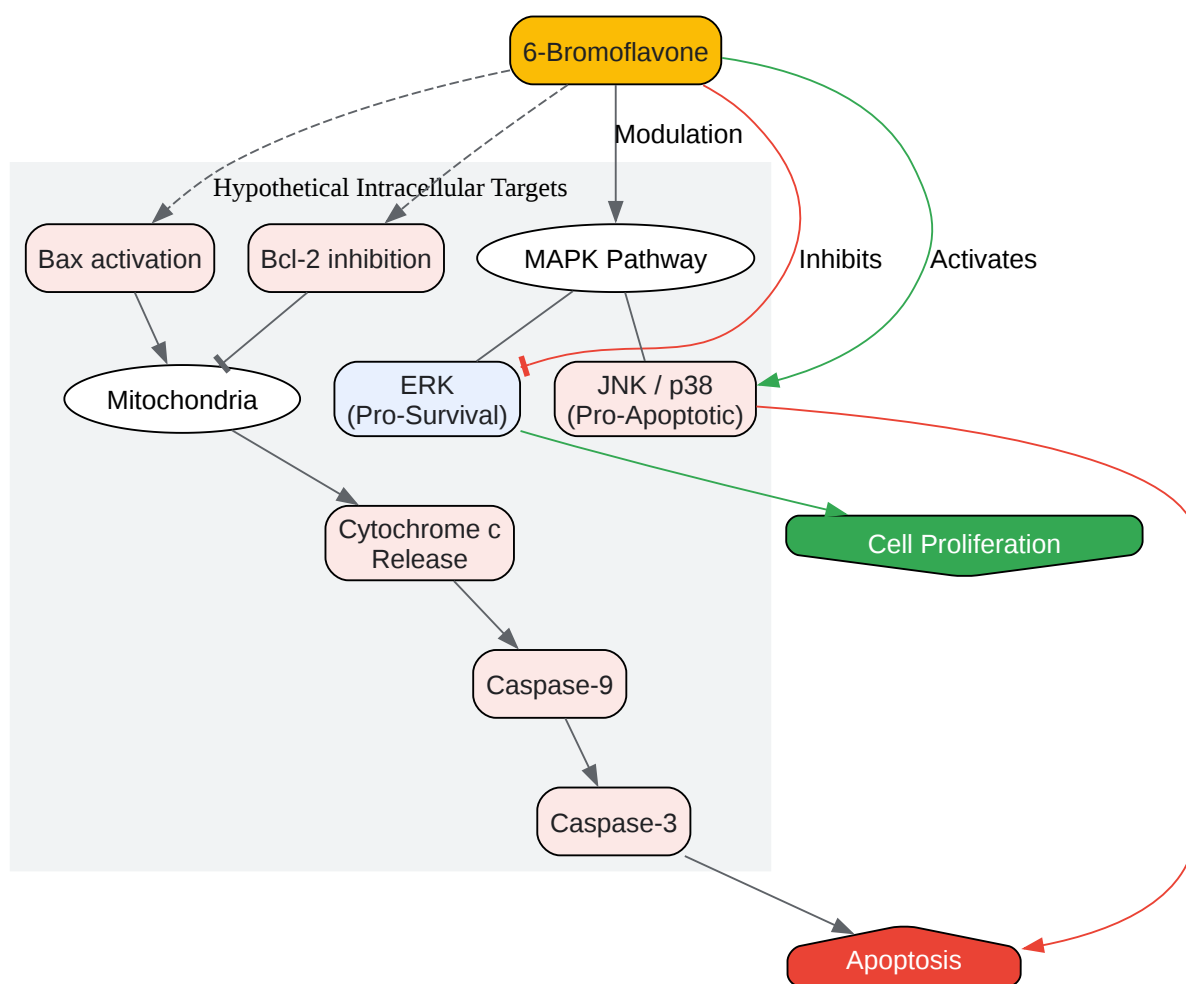 6-Bromoflavone
Modulation
Hypothetical Intracellular Targets
Bax activation
Bcl-2 inhibition
MAPK Pathway
Inhibits
Activates
Mitochondria
ERK
(Pro-Survival)
JNK / p38
(Pro-Apoptotic)
Cytochrome c
Release
Cell Proliferation
Caspase-9
Caspase-3
Apoptosis